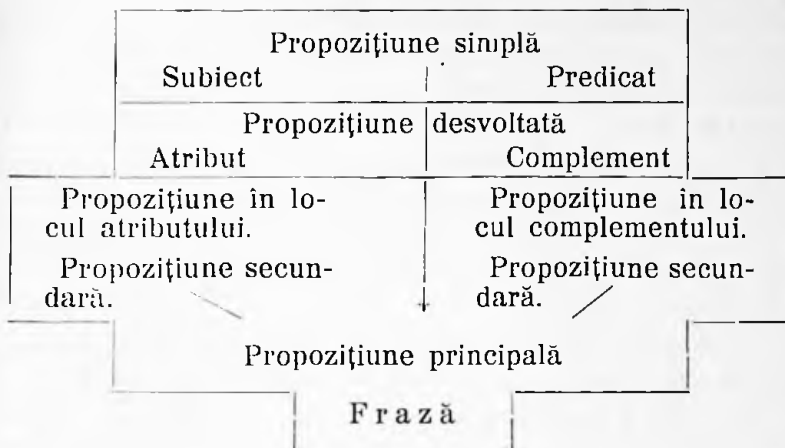 Propozițiune simplă
Subiect Predicat
Propozițiune desvoltată
Atribut Complement
Propozițiune în lo-
cul atributului.
Propozițiune secun-
dară.
Propozițiune în lo-
cul complementului.
Propozițiune secun-
dară.
Propozițiune principală
Frază